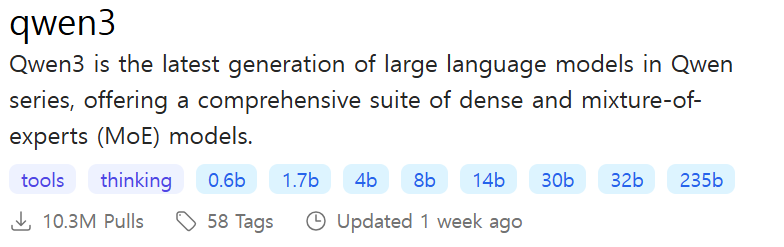 qwen3
Qwen3 is the latest generation of large language models in Qwen
series, offering a comprehensive suite of dense and mixture-of-
experts (MoE) models.
tools thinking 0.6b 1.7b 4b 8b 14b 30b 32b 235b
10.3M Pulls 58 Tags Updated 1 week ago